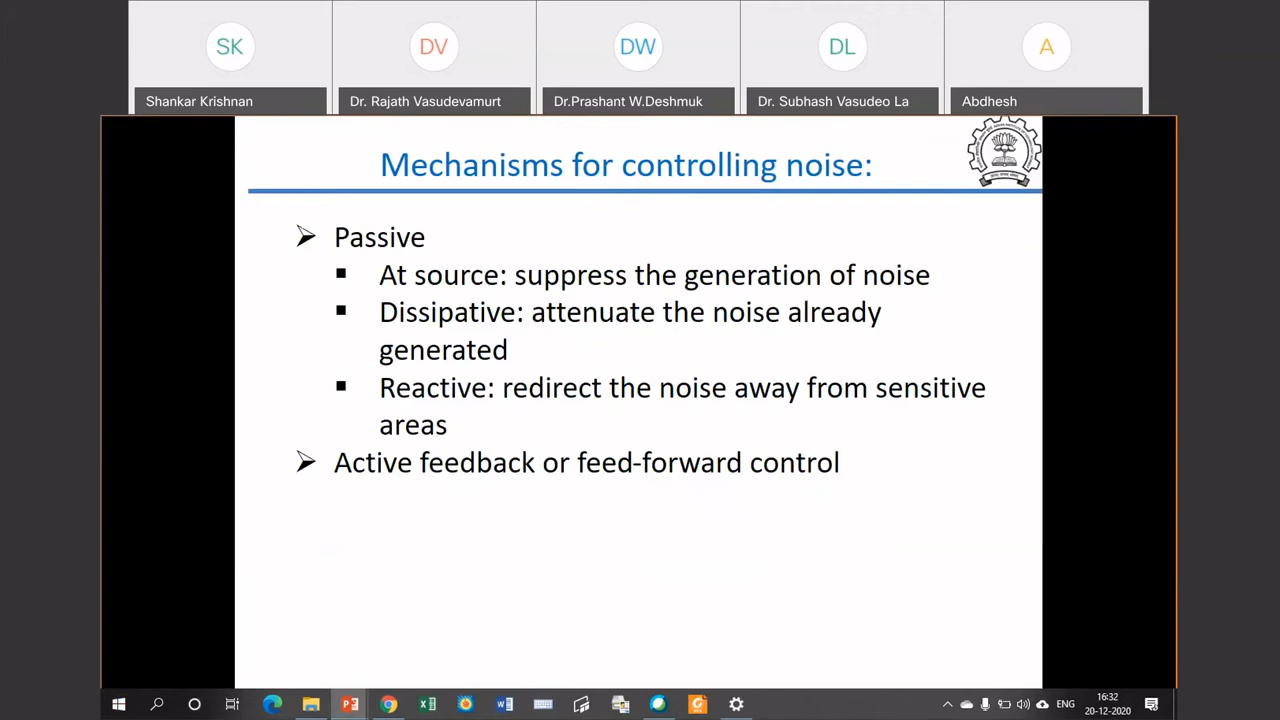 SK
DV
DW
DL
A
Shankar Krishnan
Dr. Rajath Vasudevamurt
Dr.Prashant W.Deshmuk
Dr. Subhash Vasudeo La
Abdhesh
Mechanisms for controlling noise:
Passive
At source: suppress the generation of noise
Dissipative: attenuate the noise already
generated
Reactive: redirect the noise away from sensitive
areas
Active feedback or feed-forward control
ENG
16:32
20-12-2020